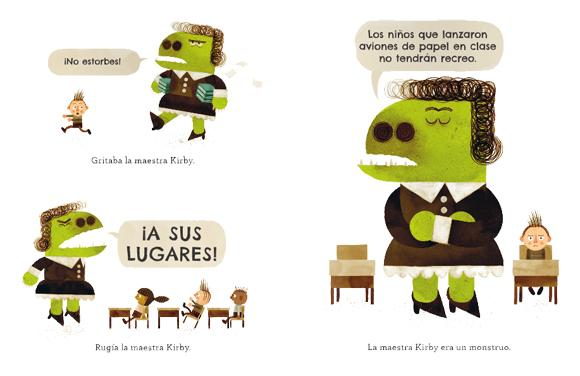 ¡No estorbes!
Gritaba la maestra Kirby.
¡A SUS
LUGARES!
Rugía la maestra Kirby.
Los niños que lanzaron
aviones de papel en clase
no tendrán recreo.
La maestra Kirby era un monstruo.